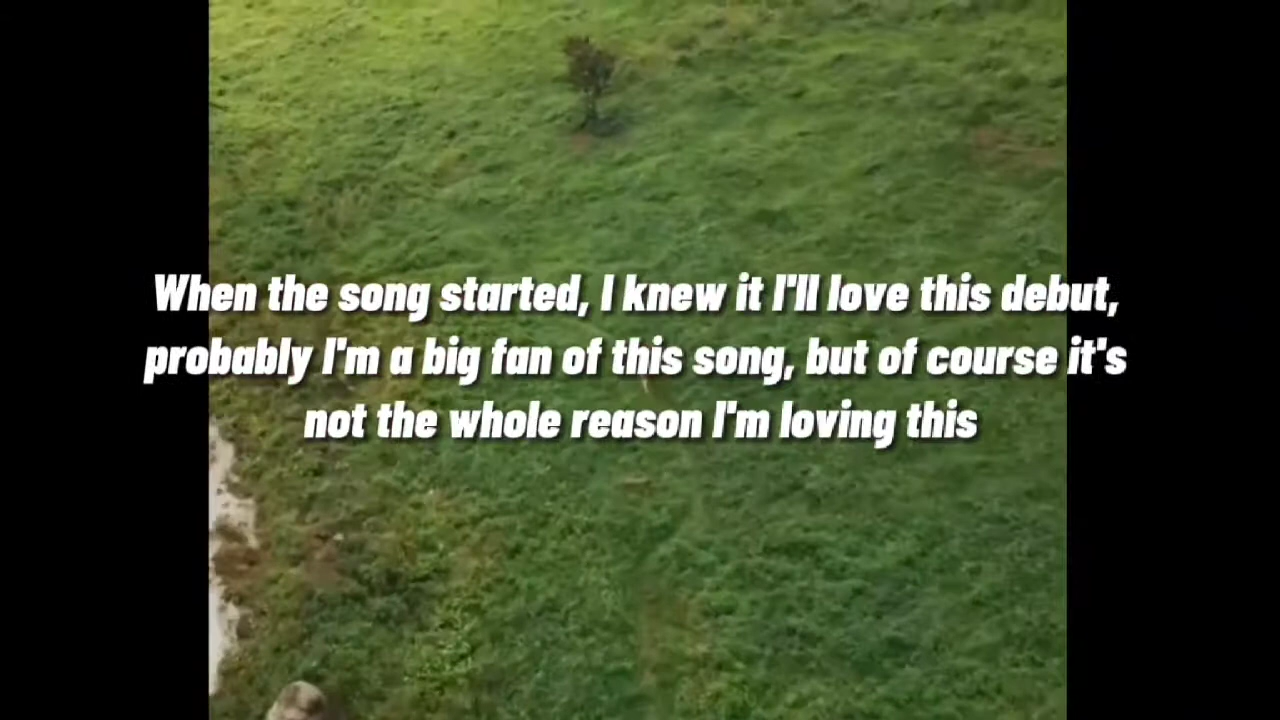 When the song started, I knew it I'll love this debut,
probably I'm a big fan of this song, but of course it's
not the whole reason I'm loving this